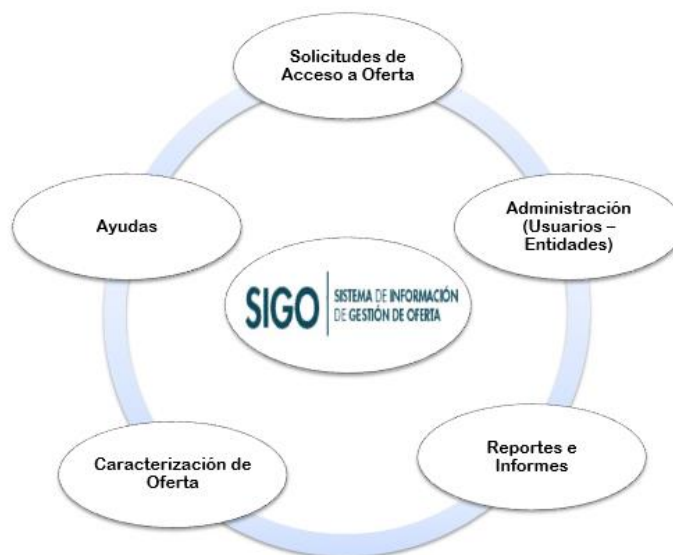 Solicitudes de
Acceso a Oferta
Ayudas
Administración
(Usuarios –
Entidades)
SIGO
SISTEMA DE INFORMACIÓN
DE GESTIÓN DE OFERTA
Caracterización de
Oferta
Reportes e
Informes